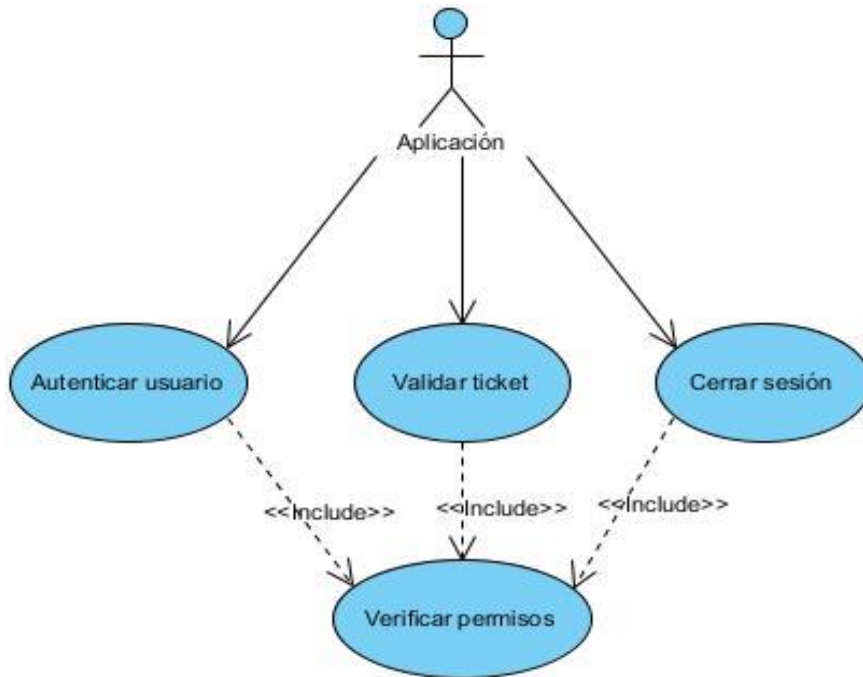 Aplicación
Autenticar usuario
Validar ticket
Cerrar sesión
<<Include>>
<<Include>>
<<Include>>
Verificar permisos